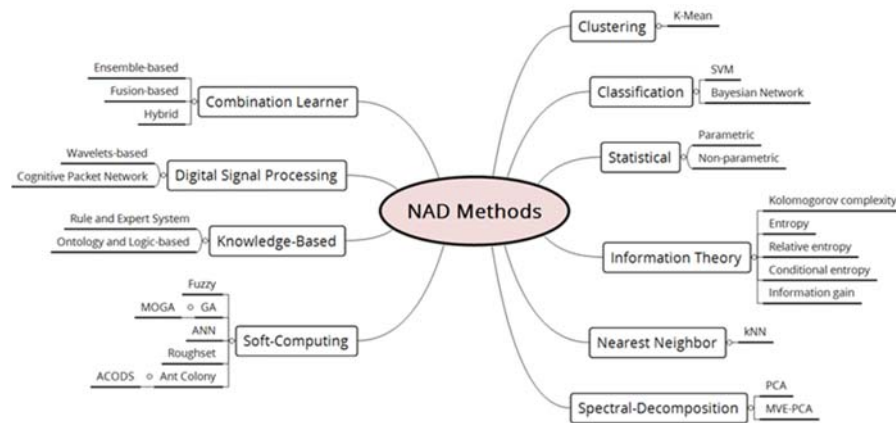 NAD Methods
Combination Learner
Ensemble-based
Fusion-based
Hybrid
Digital Signal Processing
Wavelets-based
Cognitive Packet Network
Knowledge-Based
Rule and Expert System
Ontology and Logic-based
Soft-Computing
Fuzzy
MOGA GA
ANN
Roughset
ACODS Ant Colony
Clustering
K-Mean
Classification
SVM
Bayesian Network
Statistical
Parametric
Non-parametric
Information Theory
Kolomogorov complexity
Entropy
Relative entropy
Conditional entropy
Information gain
Nearest Neighbor
kNN
Spectral-Decomposition
PCA
MVE-PCA